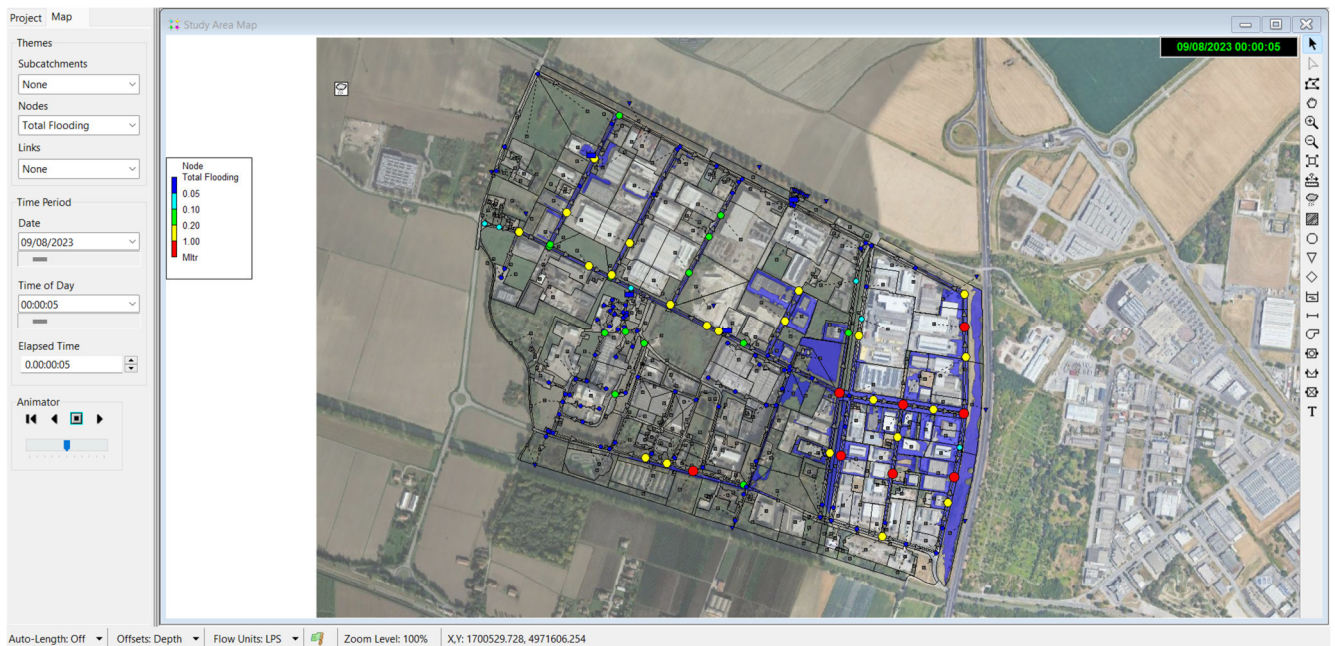 Project Map
Study Area Map
Themes
Subcatchments
None
Nodes
Total Flooding
Links
None
Time Period
Date
09/08/2023
Time of Day
00:00:05
Elapsed Time
0.00:00:05
Animator
Node
Total Flooding
0.05
0.10
0.20
1.00
Mltr
09/08/2023 00:00:05
T
Auto-Length: Off Offsets: Depth Flow Units: LPS Zoom Level: 100% X,Y: 1700529.728, 4971606.254